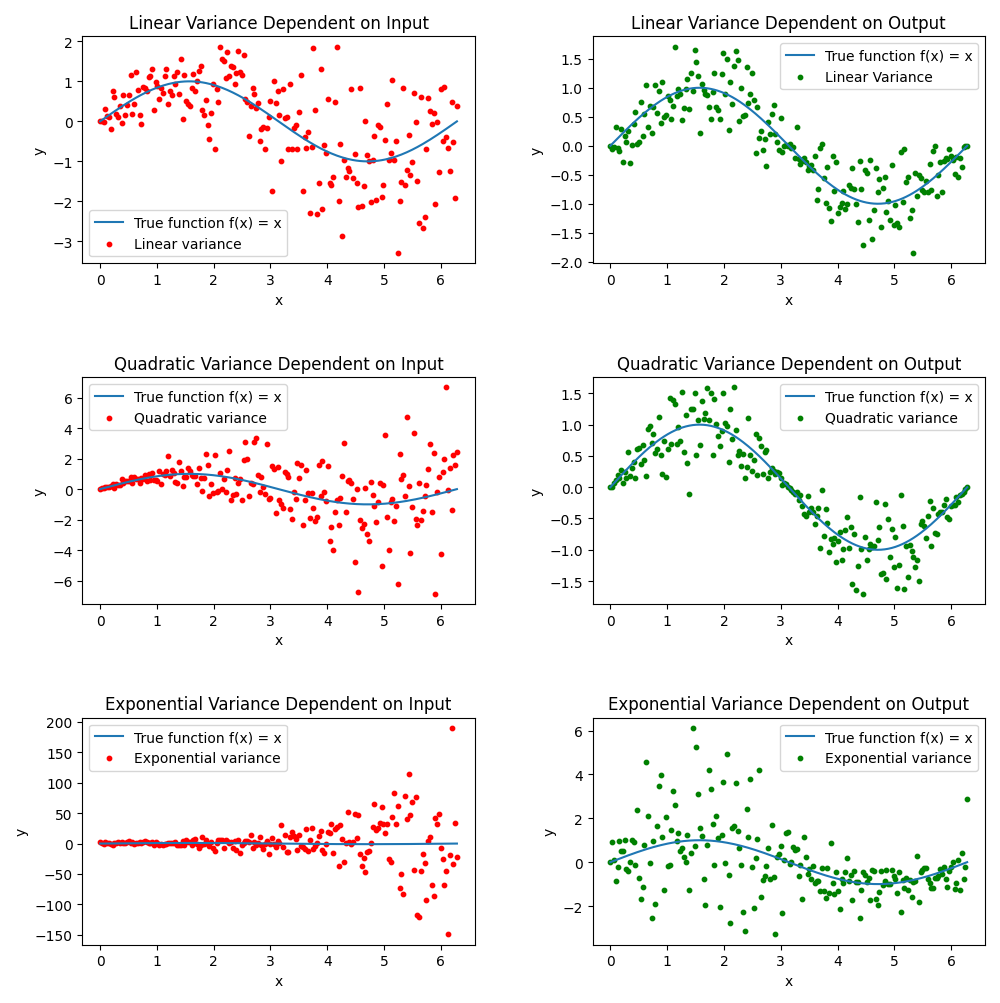 Linear Variance Dependent on Input
2
1
0
−1
−2
−3
y
True function f(x) = x
Linear variance
0 1 2 3 4 5 6
x
Linear Variance Dependent on Output
1.5
1.0
0.5
0.0
−0.5
−1.0
−1.5
−2.0
y
True function f(x) = x
Linear Variance
0 1 2 3 4 5 6
x
Quadratic Variance Dependent on Input
6
4
2
0
−2
−4
−6
y
True function f(x) = x
Quadratic variance
0 1 2 3 4 5 6
x
Quadratic Variance Dependent on Output
1.5
1.0
0.5
0.0
−0.5
−1.0
−1.5
y
True function f(x) = x
Quadratic variance
0 1 2 3 4 5 6
x
Exponential Variance Dependent on Input
200
150
100
50
0
−50
−100
−150
y
True function f(x) = x
Exponential variance
0 1 2 3 4 5 6
x
Exponential Variance Dependent on Output
6
4
2
0
−2
y
True function f(x) = x
Exponential variance
0 1 2 3 4 5 6
x